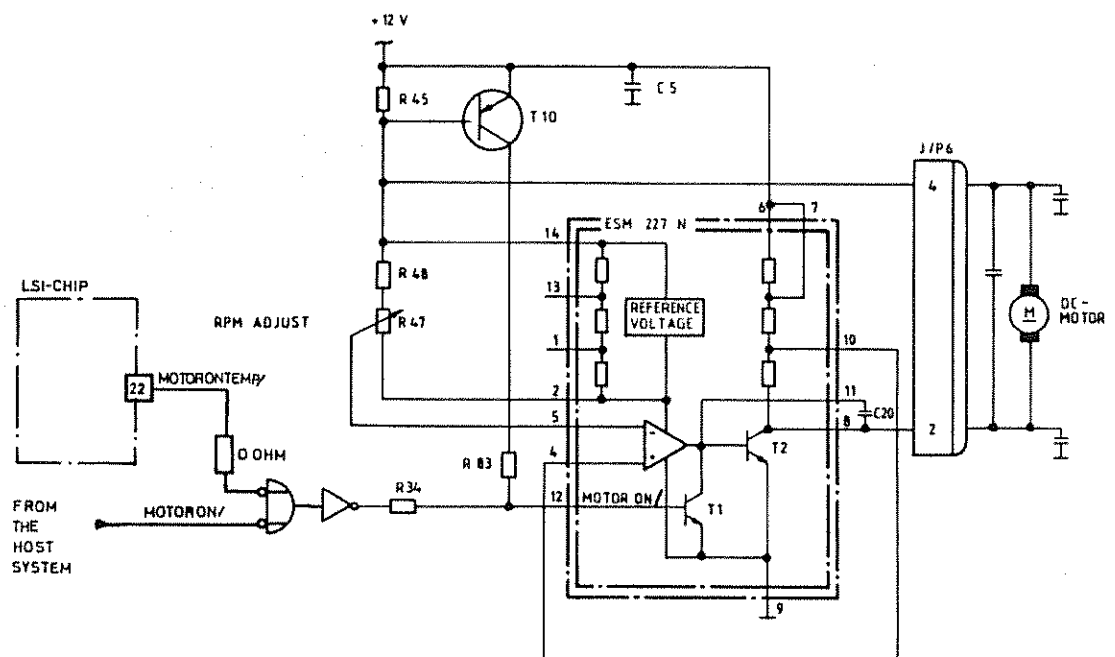 +12 V
R 45
T 10
C 5
J/P6
4
6
7
ESM 227 N
14
LSI-CHIP
R 48
13
REFERENCE
VOLTAGE
RPM ADJUST
R 47
M
DC-
MOTOR
1
10
22
MOTORONTEMP/
2
11
5
C20
8
2
0 OHM
4
T2
R 83
R34
12
MOTOR ON/
T1
FROM
THE
HOST
SYSTEM
MOTORON/
9
-
+